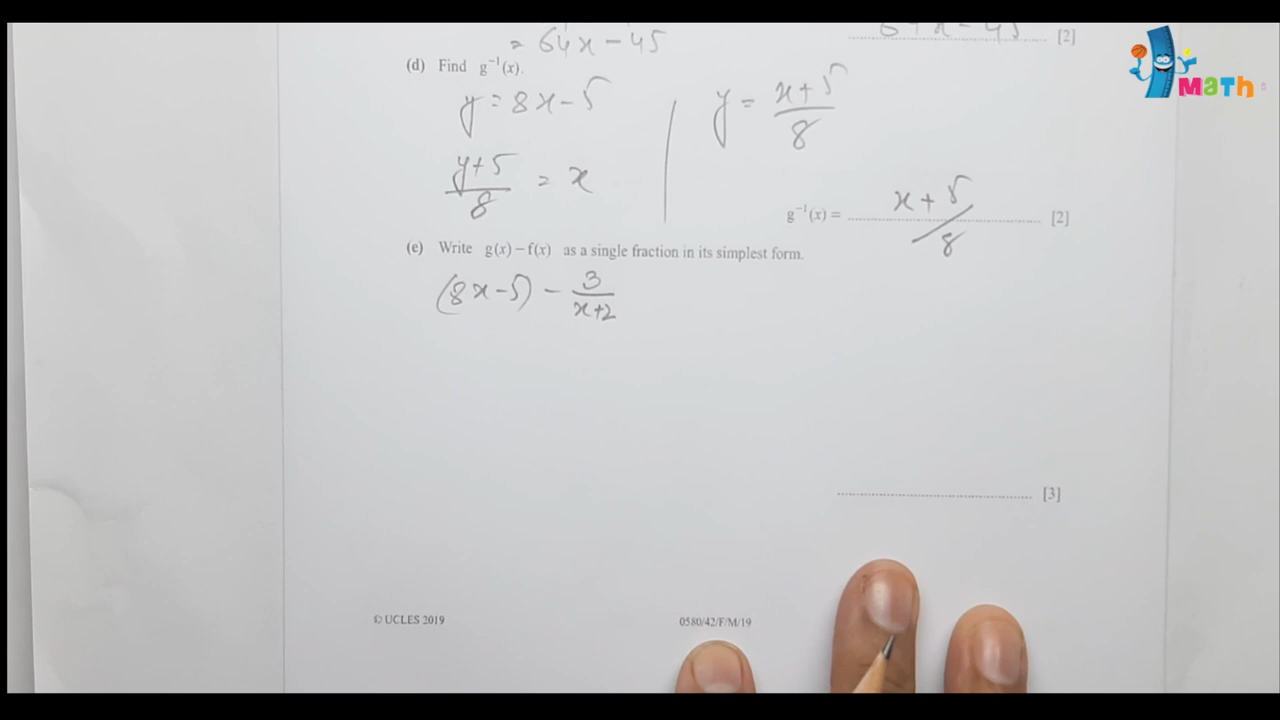 = 64x - 45
[2]
(d) Find g⁻¹(x).
y = 8x - 5
y = (x + 5)/8
(y + 5)/8 = x
g⁻¹(x) = (x + 5)/8 [2]
(e) Write g(x) − f(x) as a single fraction in its simplest form.
(8x - 5) - 3/(x + 2)
[3]
© UCLES 2019
0580/42/F/M/19
MATH